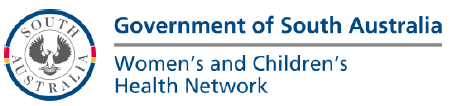 SOUTH
AUSTRALIA
Government of South Australia
Women's and Children's
Health Network